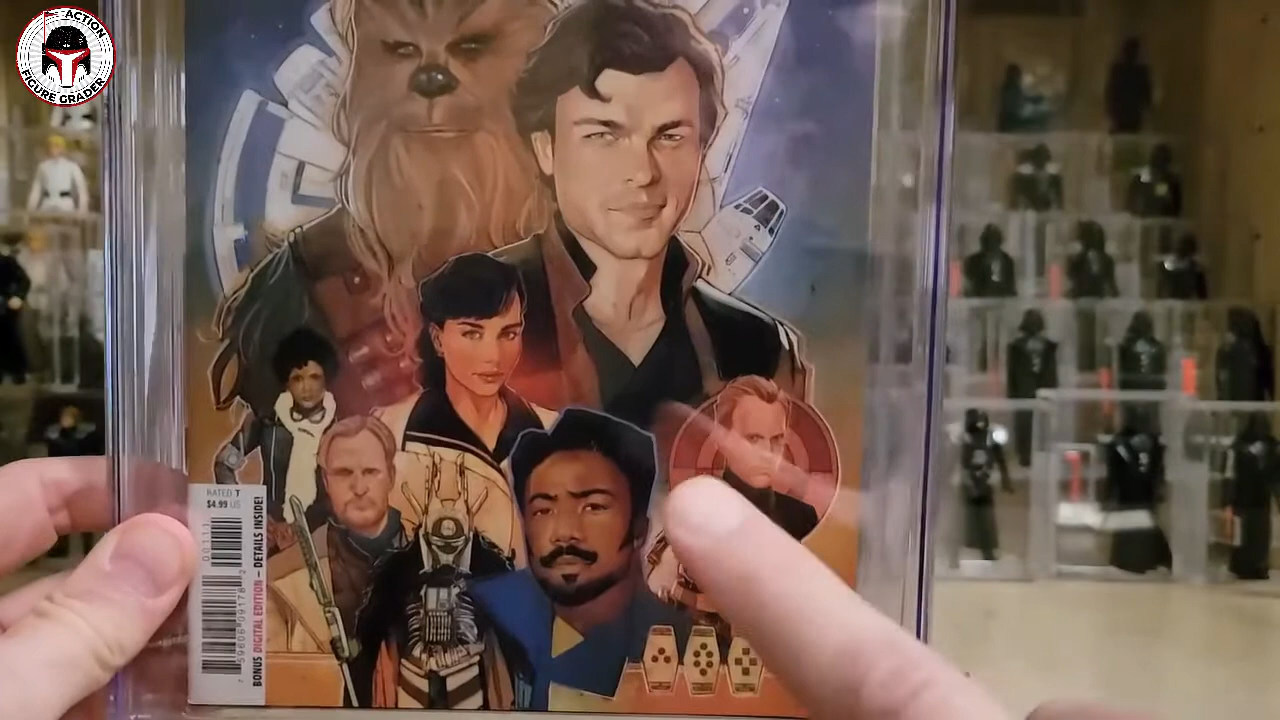 ACTION
FIGURE GRADER
RATED T
$4.99 US
BONUS DIGITAL EDITION – DETAILS INSIDE!